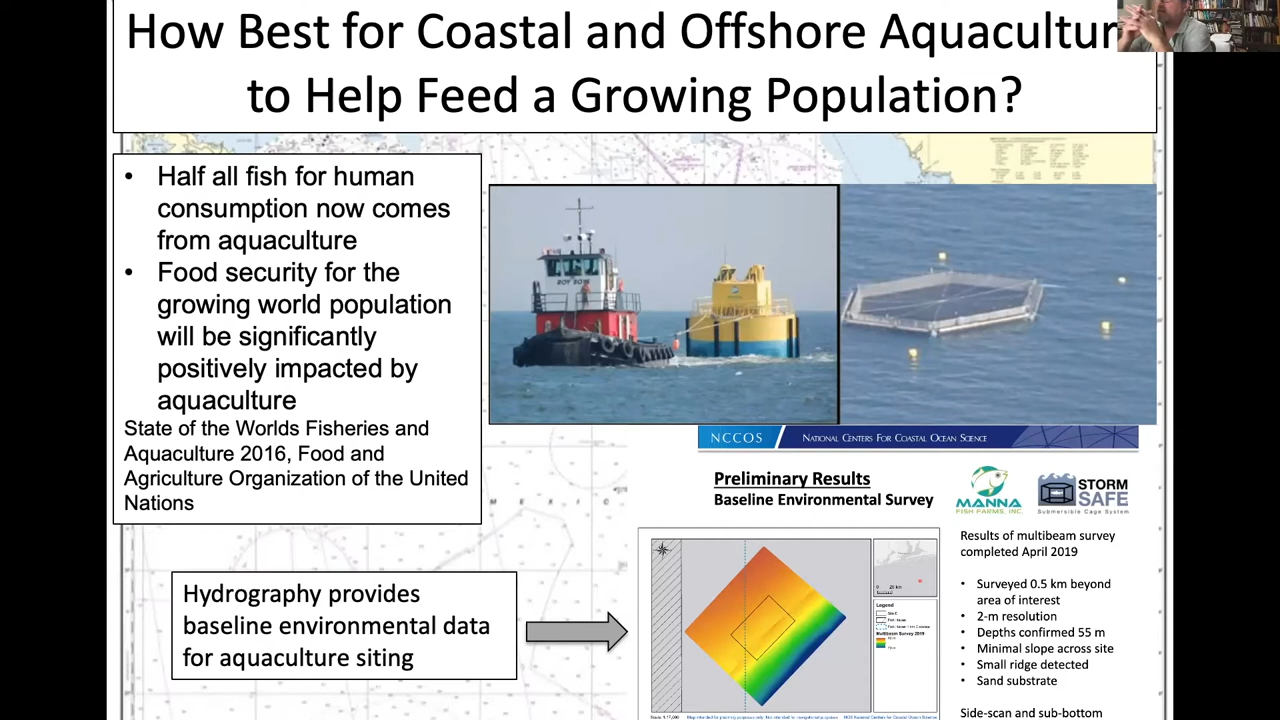 How Best for Coastal and Offshore Aquacultur
to Help Feed a Growing Population?
• Half all fish for human
consumption now comes
from aquaculture
• Food security for the
growing world population
will be significantly
positively impacted by
aquaculture
State of the Worlds Fisheries and
Aquaculture 2016, Food and
Agriculture Organization of the United
Nations
NCCOS
NATIONAL CENTERS FOR COASTAL OCEAN SCIENCE
Preliminary Results
Baseline Environmental Survey
MANNA
FISH FARMS, INC.
STORM
SAFE
Submersible Cage System
Results of multibeam survey
completed April 2019
• Surveyed 0.5 km beyond
area of interest
• 2-m resolution
• Depths confirmed 55 m
• Minimal slope across site
• Small ridge detected
• Sand substrate
Side-scan and sub-bottom
Hydrography provides
baseline environmental data
for aquaculture siting
Legend
Multibeam Survey 2019
MEXIC